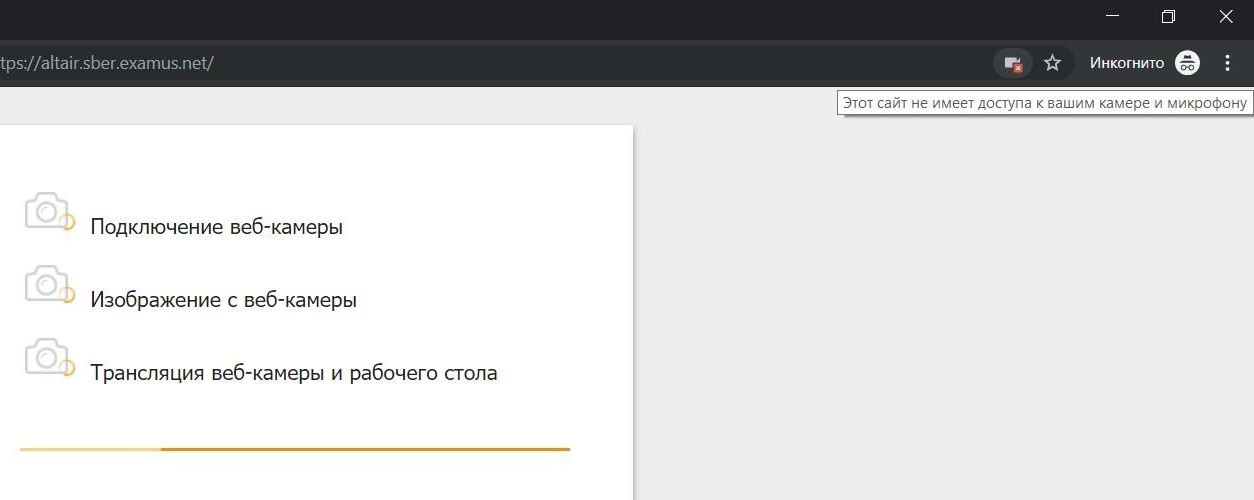 tps://altair.sber.examus.net/
Инкогнито
Этот сайт не имеет доступа к вашим камере и микрофону
Подключение веб-камеры
Изображение с веб-камеры
Трансляция веб-камеры и рабочего стола